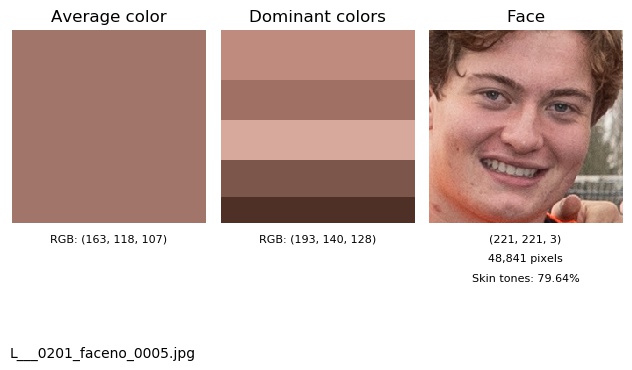 Average color
Dominant colors
Face
RGB: (163, 118, 107)
RGB: (193, 140, 128)
(221, 221, 3)
48,841 pixels
Skin tones: 79.64%
L___0201_faceno_0005.jpg